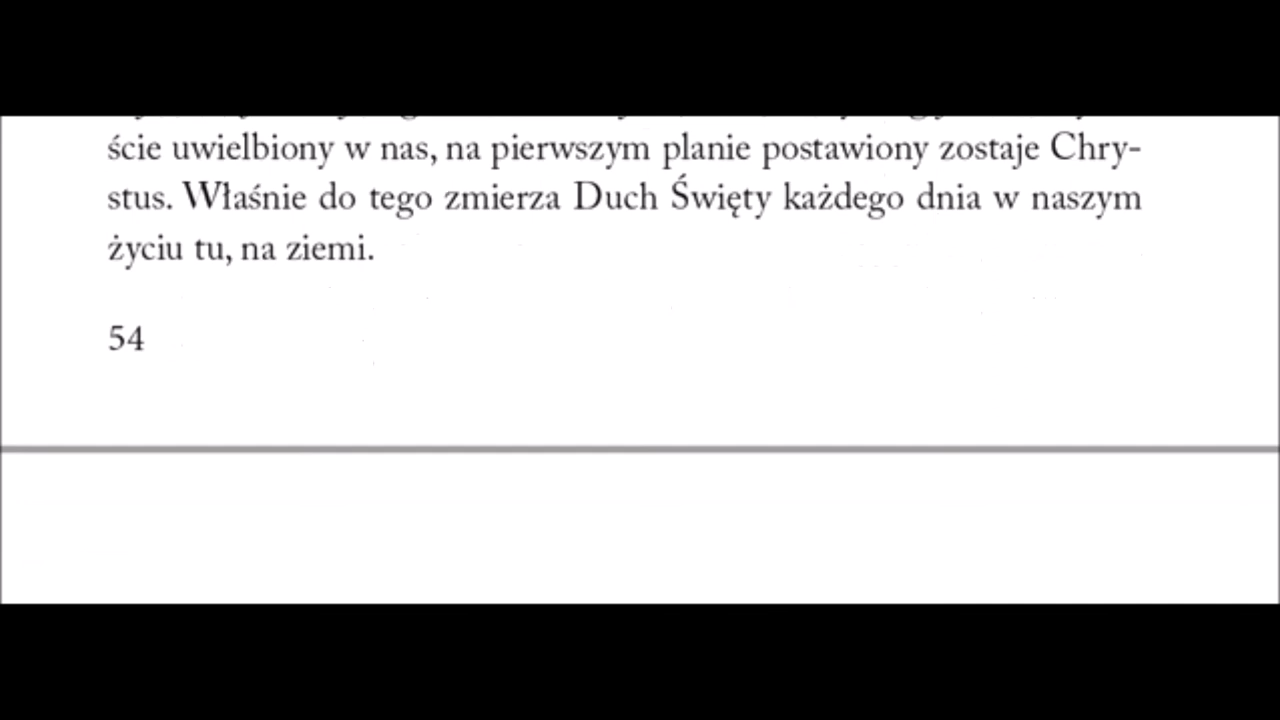 ście uwielbiony w nas, na pierwszym planie postawiony zostaje Chry-
stus. Właśnie do tego zmierza Duch Święty każdego dnia w naszym
życiu tu, na ziemi.
54